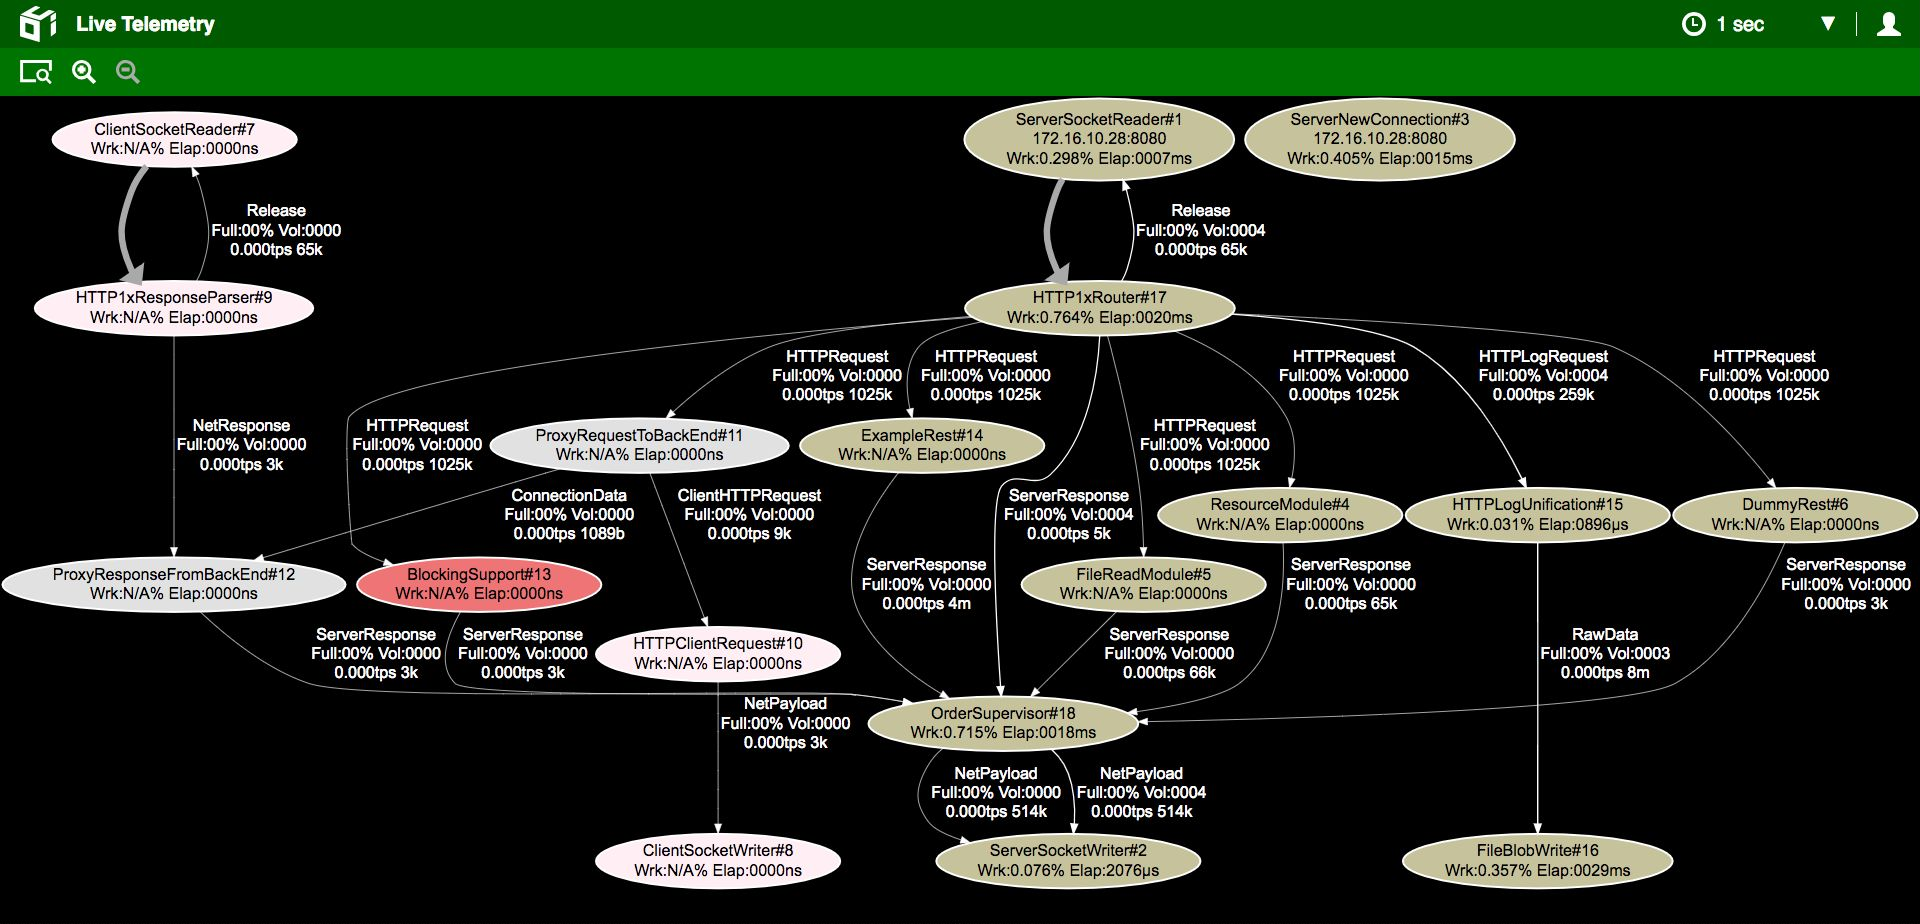 Live Telemetry
1 sec
ClientSocketReader#7
Wrk:N/A% Elap:0000ns
ServerSocketReader#1
172.16.10.28:8080
Wrk:0.298% Elap:0007ms
ServerNewConnection#3
172.16.10.28:8080
Wrk:0.405% Elap:0015ms
Release
Full:00% Vol:0000
0.000tps 65k
Release
Full:00% Vol:0004
0.000tps 65k
HTTP1xResponseParser#9
Wrk:N/A% Elap:0000ns
HTTP1xRouter#17
Wrk:0.764% Elap:0020ms
HTTPRequest
Full:00% Vol:0000
0.000tps 1025k
HTTPRequest
Full:00% Vol:0000
0.000tps 1025k
HTTPRequest
Full:00% Vol:0000
0.000tps 1025k
HTTPLogRequest
Full:00% Vol:0004
0.000tps 259k
HTTPRequest
Full:00% Vol:0000
0.000tps 1025k
NetResponse
Full:00% Vol:0000
0.000tps 3k
HTTPRequest
Full:00% Vol:0000
0.000tps 1025k
ProxyRequestToBackEnd#11
Wrk:N/A% Elap:0000ns
ExampleRest#14
Wrk:N/A% Elap:0000ns
HTTPRequest
Full:00% Vol:0000
0.000tps 1025k
ConnectionData
Full:00% Vol:0000
0.000tps 1089b
ClientHTTPRequest
Full:00% Vol:0000
0.000tps 9k
ServerResponse
Full:00% Vol:0004
0.000tps 5k
ResourceModule#4
Wrk:N/A% Elap:0000ns
HTTPLogUnification#15
Wrk:0.031% Elap:0896µs
DummyRest#6
Wrk:N/A% Elap:0000ns
ProxyResponseFromBackEnd#12
Wrk:N/A% Elap:0000ns
BlockingSupport#13
Wrk:N/A% Elap:0000ns
ServerResponse
Full:00% Vol:0000
0.000tps 4m
FileReadModule#5
Wrk:N/A% Elap:0000ns
ServerResponse
Full:00% Vol:0000
0.000tps 65k
ServerResponse
Full:00% Vol:0000
0.000tps 3k
ServerResponse
Full:00% Vol:0000
0.000tps 3k
ServerResponse
Full:00% Vol:0000
0.000tps 3k
HTTPClientRequest#10
Wrk:N/A% Elap:0000ns
ServerResponse
Full:00% Vol:0000
0.000tps 66k
RawData
Full:00% Vol:0003
0.000tps 8m
NetPayload
Full:00% Vol:0000
0.000tps 3k
OrderSupervisor#18
Wrk:0.715% Elap:0018ms
NetPayload
Full:00% Vol:0000
0.000tps 514k
NetPayload
Full:00% Vol:0004
0.000tps 514k
ClientSocketWriter#8
Wrk:N/A% Elap:0000ns
ServerSocketWriter#2
Wrk:0.076% Elap:2076µs
FileBlobWrite#16
Wrk:0.357% Elap:0029ms